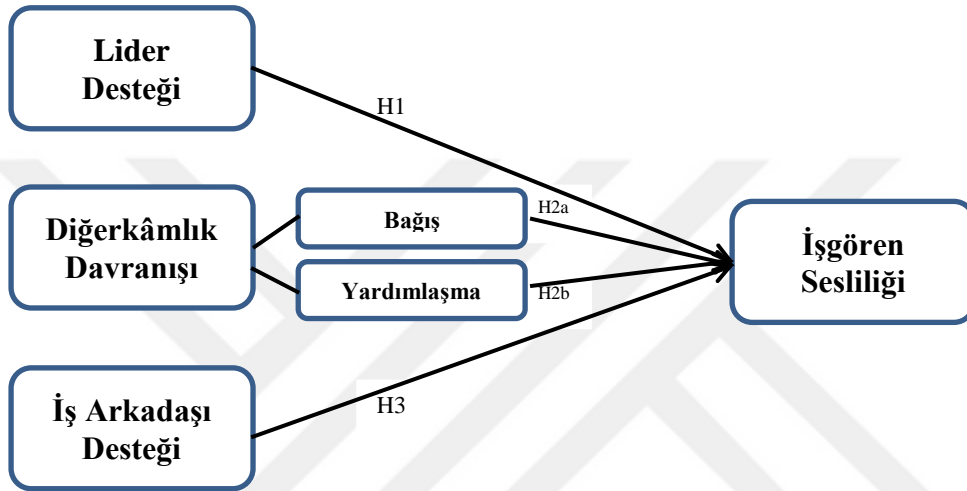 Lider
Desteği
H1
Diğerkâmlık
Davranışı
Bağış
H2a
Yardımlaşma
H2b
İşgören
Sesliliği
İş Arkadaşı
Desteği
H3